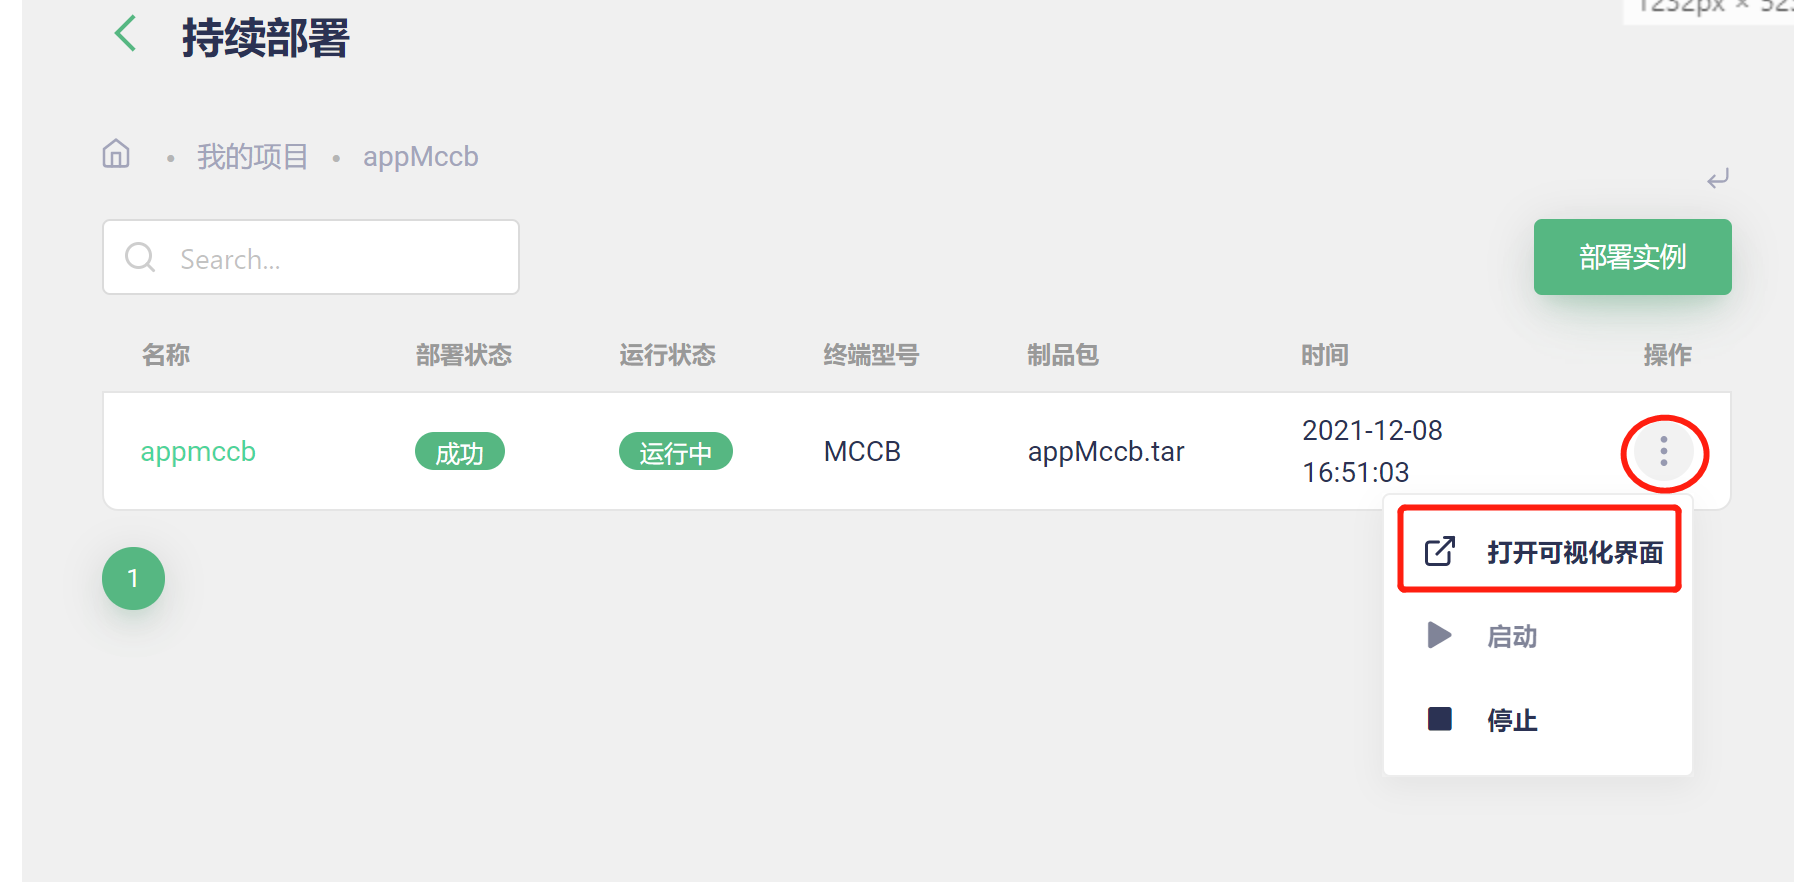 持续部署
• 我的项目 • appMccb
Search...
部署实例
名称 部署状态 运行状态 终端型号 制品包 时间 操作
appmccb 成功 运行中 MCCB appMccb.tar 2021-12-08
16:51:03
打开可视化界面
1
启动
停止